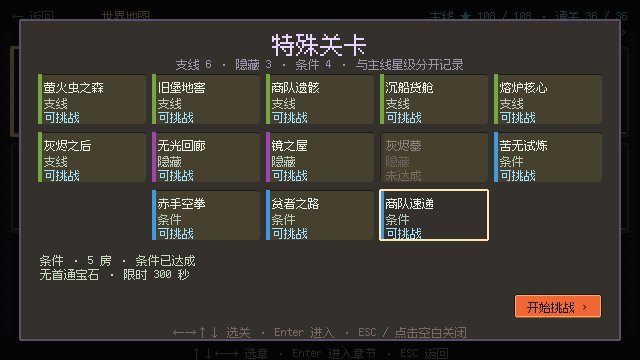 ← 返回 世界地图 主线 ★ 108 / 108 · 通关 36 / 36
特殊关卡
支线 6 · 隐藏 3 · 条件 4 · 与主线星级分开记录
萤火虫之森 旧堡地窖 商队遗骸 沉船货舱 熔炉核心
支线 支线 支线 支线 支线
可挑战 可挑战 可挑战 可挑战 可挑战
灰烬之后 无光回廊 镜之屋 灰烬墓 苦无试炼
支线 隐藏 隐藏 隐藏 条件
可挑战 可挑战 可挑战 未达成 可挑战
赤手空拳 贫者之路 商队速递
条件 条件 条件
可挑战 可挑战 可挑战
条件 · 5 房 · 条件已达成
无首通宝石 · 限时 300 秒
开始挑战 ›
←→↑↓ 选关 · Enter 进入 · ESC / 点击空白关闭
↑↓←→ 选章 · Enter 进入章节 · ESC 返回